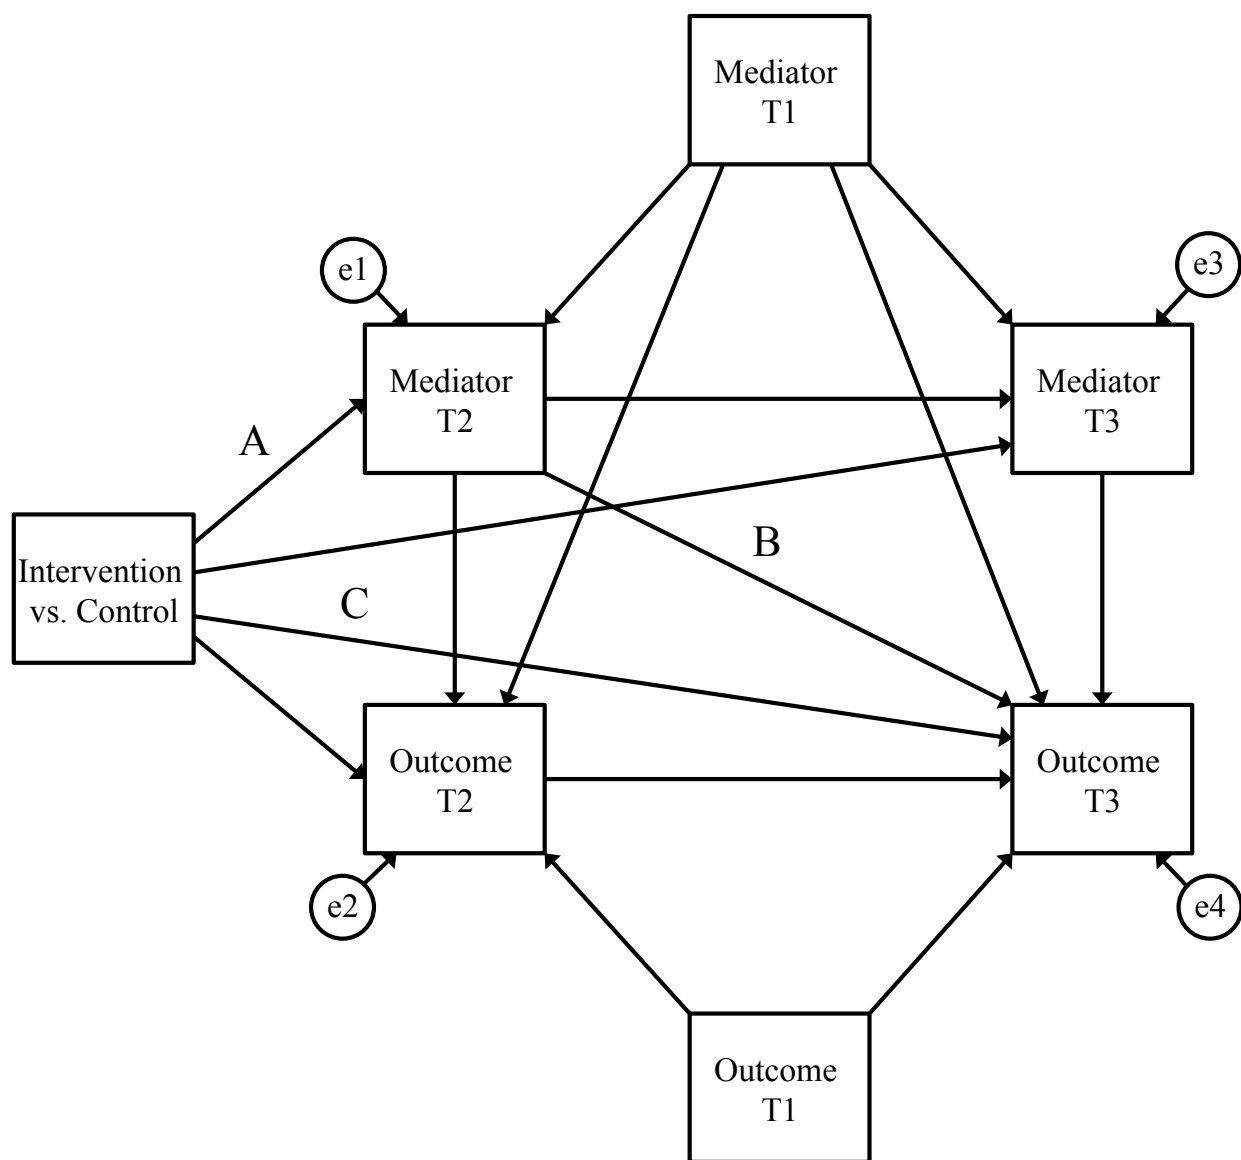 Mediator
T1
e1
e3
Mediator
T2
Mediator
T3
A
B
Intervention
vs. Control
C
Outcome
T2
Outcome
T3
e2
e4
Outcome
T1